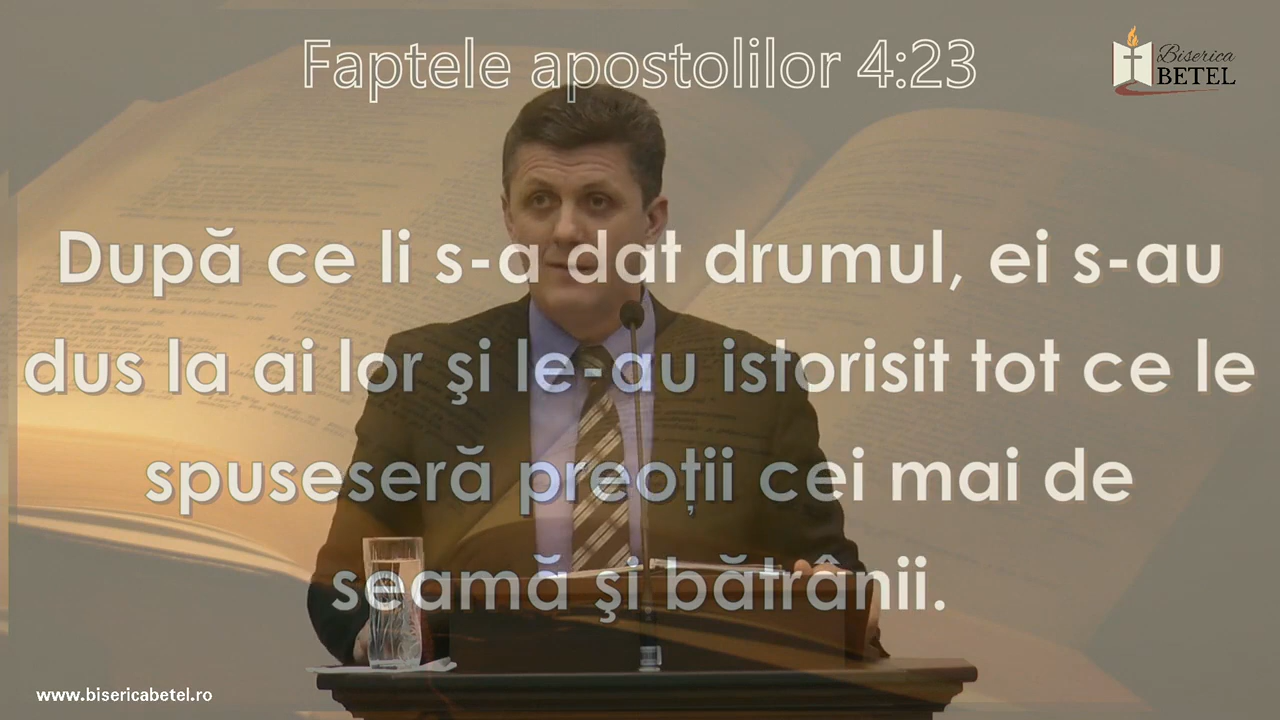 Faptele apostolilor 4:23
Biserica
BETEL
După ce li s-a dat drumul, ei s-au
dus la ai lor şi le-au istorisit tot ce le
spuseseră preoții cei mai de
seamă şi bătrânii.
www.bisericabetel.ro